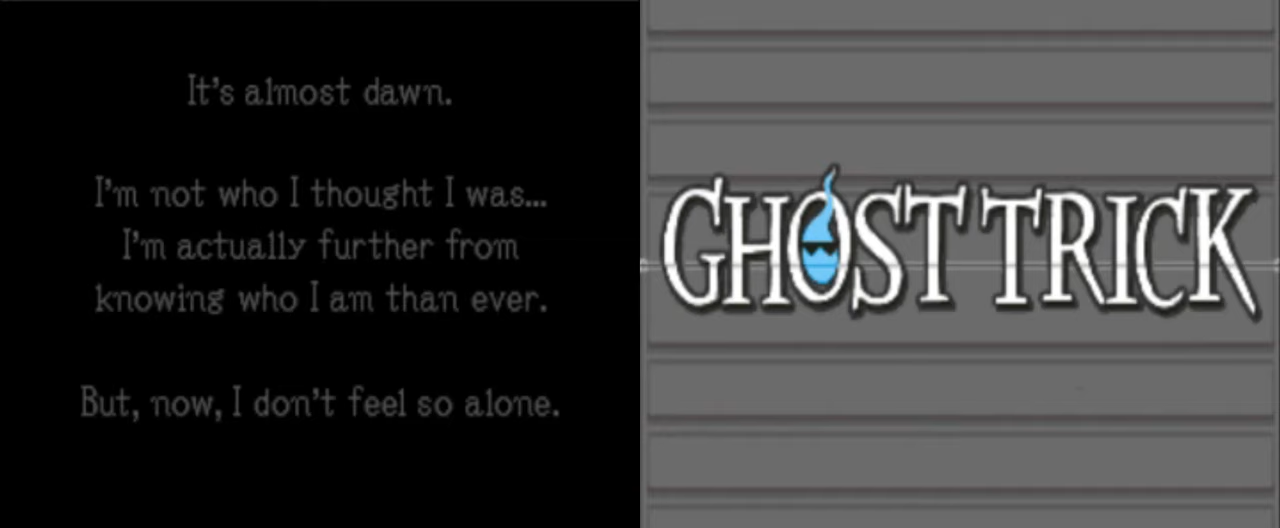 It's almost dawn.
I'm not who I thought I was...
I'm actually further from
knowing who I am than ever.
But, now, I don't feel so alone.
GHOST TRICK